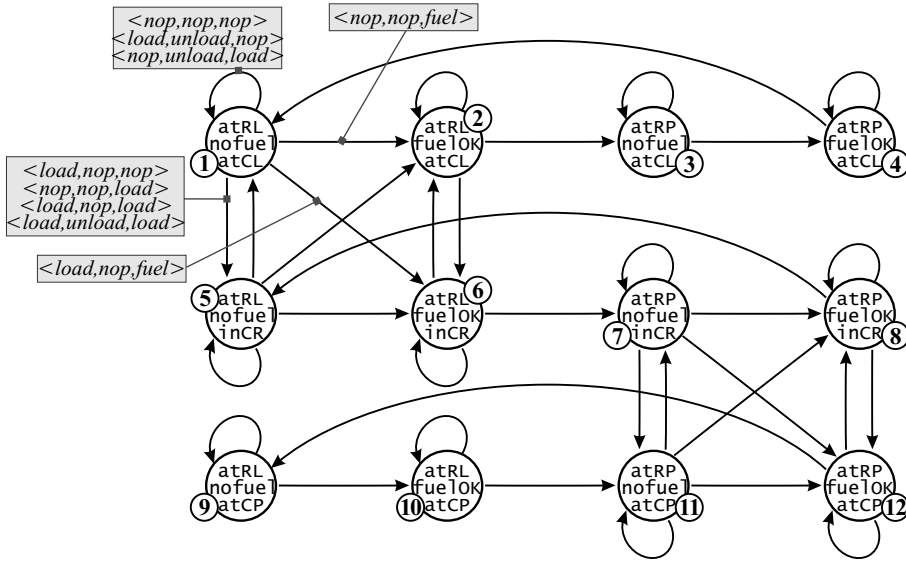 <nop,nop,nop>
<load,unload,nop>
<nop,unload,load>
<nop,nop,fuel>
atRL
nofuel
atCL
1
atRL
fuelOK
atCL
2
atRP
nofuel
atCL
3
atRP
fuelOK
atCL
4
<load,nop,nop>
<nop,nop,load>
<load,nop,load>
<load,unload,load>
<load,nop,fuel>
atRL
nofuel
inCR
5
atRL
fuelOK
inCR
6
atRP
nofuel
inCR
7
atRP
fuelOK
inCR
8
atRL
nofuel
atCP
9
atRL
fuelOK
atCP
10
atRP
nofuel
atCP
11
atRP
fuelOK
atCP
12